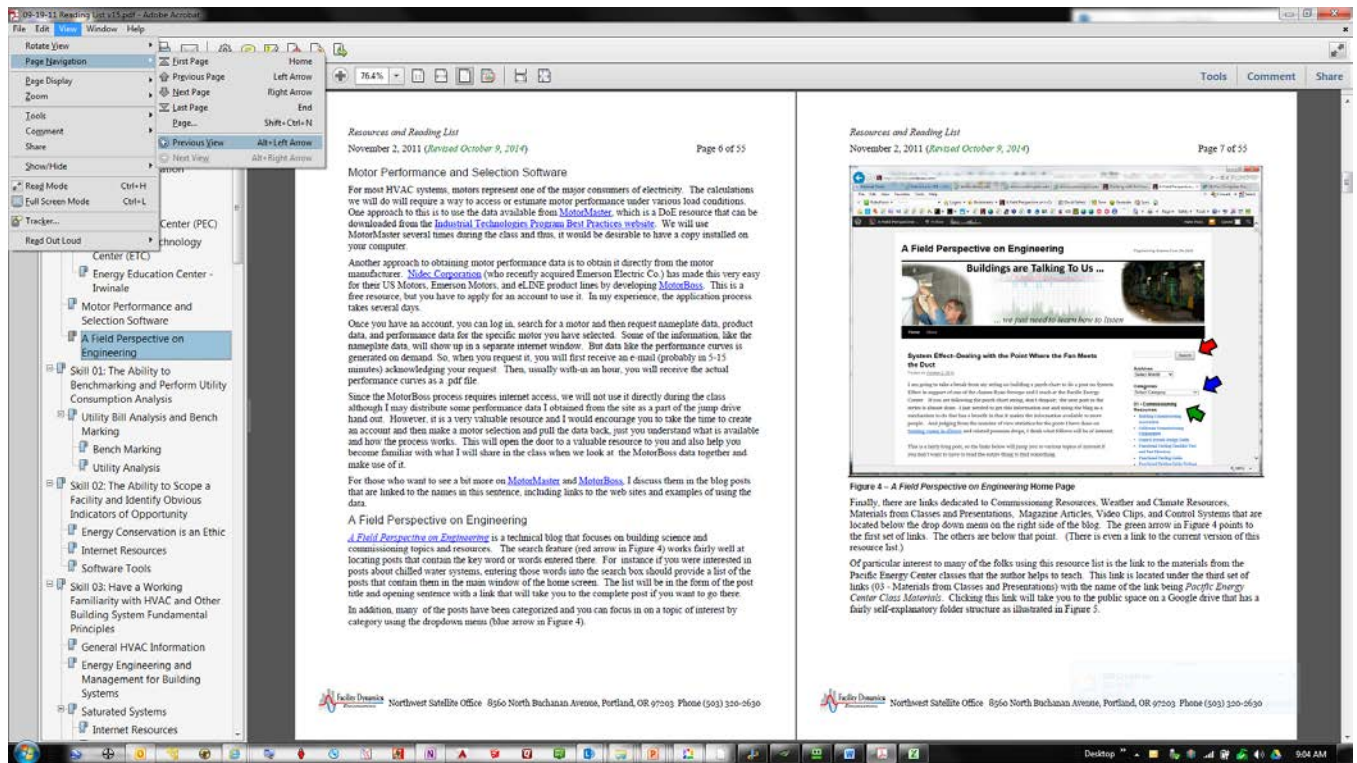 09-19-11 Reading List v15.pdf - Adobe Acrobat
File Edit View Window Help
Rotate View
Page Navigation
Page Display
Zoom
Tools
Comment
Share
Show/Hide
Read Mode Ctrl+H
Full Screen Mode Ctrl+L
Tracker...
Read Out Loud
First Page Home
Previous Page Left Arrow
Next Page Right Arrow
Last Page End
Page... Shift+Ctrl+N
Previous View Alt+Left Arrow
Next View Alt+Right Arrow
76.4%
Tools Comment Share
Center (PEC)
Center (ETC)
Energy Education Center -
Irwinale
Motor Performance and
Selection Software
A Field Perspective on
Engineering
Skill 01: The Ability to
Benchmarking and Perform Utility
Consumption Analysis
Utility Bill Analysis and Bench
Marking
Bench Marking
Utility Analysis
Skill 02: The Ability to Scope a
Facility and Identify Obvious
Indicators of Opportunity
Energy Conservation is an Ethic
Internet Resources
Software Tools
Skill 03: Have a Working
Familiarity with HVAC and Other
Building System Fundamental
Principles
General HVAC Information
Energy Engineering and
Management for Building
Systems
Saturated Systems
Internet Resources
Resources and Reading List
November 2, 2011 (Revised October 9, 2014) Page 6 of 55
Motor Performance and Selection Software
For most HVAC systems, motors represent one of the major consumers of electricity. The calculations
we will do will require a way to access or estimate motor performance under various load conditions.
One approach to this is to use the data available from MotorMaster, which is a DoE resource that can be
downloaded from the Industrial Technologies Program Best Practices website. We will use
MotorMaster several times during the class and thus, it would be desirable to have a copy installed on
your computer.
Another approach to obtaining motor performance data is to obtain it directly from the motor
manufacturer. Nidec Corporation (who recently acquired Emerson Electric Co.) has made this very easy
for their US Motors, Emerson Motors, and eLINE product lines by developing MotorBoss. This is a
free resource, but you have to apply for an account to use it. In my experience, the application process
takes several days.
Once you have an account, you can log in, search for a motor and then request nameplate data, product
data, and performance data for the specific motor you have selected. Some of the information, like the
nameplate data, will show up in a separate internet window. But data like the performance curves is
generated on demand. So, when you request it, you will first receive an e-mail (probably in 5-15
minutes) acknowledging your request. Then, usually with-in an hour, you will receive the actual
performance curves as a .pdf file.
Since the MotorBoss process requires internet access, we will not use it directly during the class
although I may distribute some performance data I obtained from the site as a part of the jump drive
hand out. However, it is a very valuable resource and I would encourage you to take the time to create
an account and then make a motor selection and pull the data back, just you understand what is available
and how the process works. This will open the door to a valuable resource to you and also help you
become familiar with what I will share in the class when we look at the MotorBoss data together and
make use of it.
For those who want to see a bit more on MotorMaster and MotorBoss, I discuss them in the blog posts
that are linked to the names in this sentence, including links to the web sites and examples of using the
data.
A Field Perspective on Engineering
A Field Perspective on Engineering is a technical blog that focuses on building science and
commissioning topics and resources. The search feature (red arrow in Figure 4) works fairly well at
locating posts that contain the key word or words entered there. For instance if you were interested in
posts about chilled water systems, entering those words into the search box should provide a list of the
posts that contain them in the main window of the home screen. The list will be in the form of the post
title and opening sentence with a link that will take you to the complete post if you want to go there.
In addition, many of the posts have been categorized and you can focus in on a topic of interest by
category using the dropdown menu (blue arrow in Figure 4).
Facility Dynamics Northwest Satellite Office 8560 North Buchanan Avenue, Portland, OR 97203 Phone (503) 320-2630
Resources and Reading List
November 2, 2011 (Revised October 9, 2014) Page 7 of 55
A Field Perspective on Engineering
Buildings are Talking To Us ...
... we just need to learn how to listen
System Effect–Dealing with the Point Where the Fan Meets
the Duct
Search
Archives
Categories
01 - Commissioning
Resources
Figure 4 – A Field Perspective on Engineering Home Page
Finally, there are links dedicated to Commissioning Resources, Weather and Climate Resources,
Materials from Classes and Presentations, Magazine Articles, Video Clips, and Control Systems that are
located below the drop down menu on the right side of the blog. The green arrow in Figure 4 points to
the first set of links. The others are below that point. (There is even a link to the current version of this
resource list.)
Of particular interest to many of the folks using this resource list is the link to the materials from the
Pacific Energy Center classes that the author helps to teach. This link is located under the third set of
links (03 - Materials from Classes and Presentations) with the name of the link being Pacific Energy
Center Class Materials. Clicking this link will take you to the public space on a Google drive that has a
fairly self-explanatory folder structure as illustrated in Figure 5.
Facility Dynamics Northwest Satellite Office 8560 North Buchanan Avenue, Portland, OR 97203 Phone (503) 320-2630
Desktop 9:04 AM